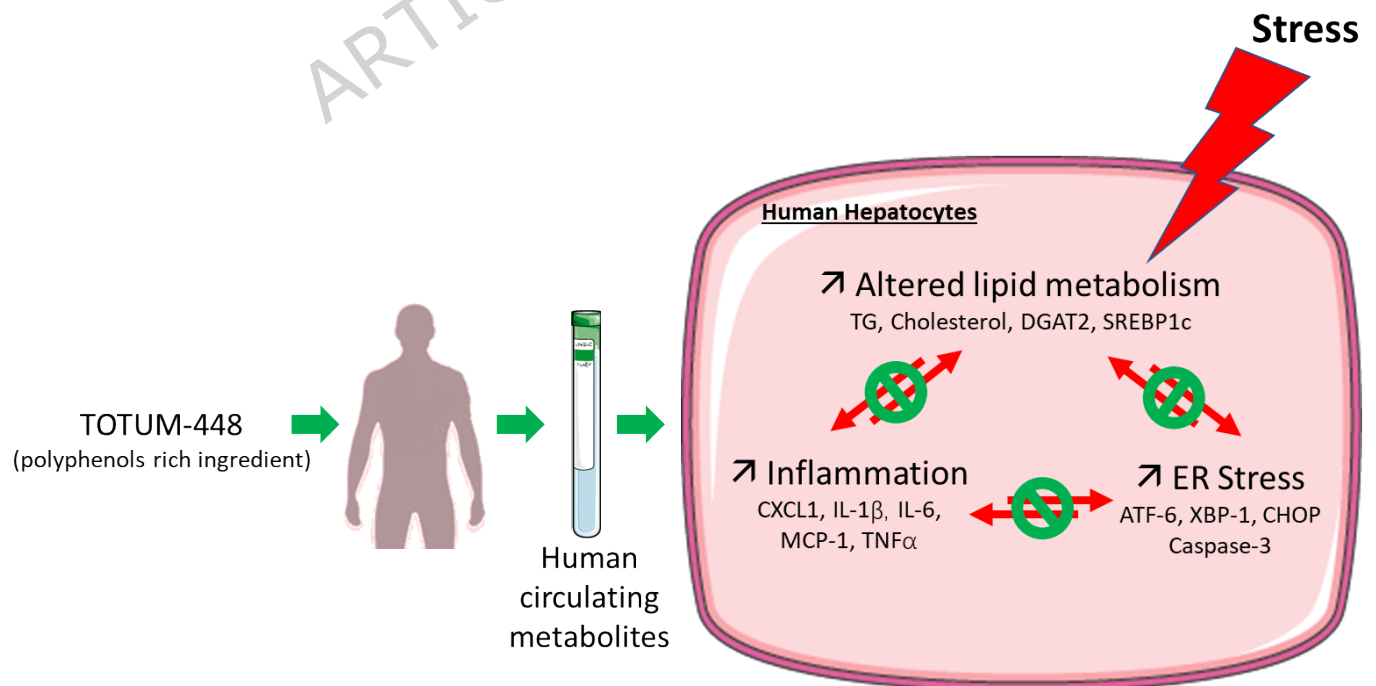 ARTIC
Stress
Human Hepatocytes
↗ Altered lipid metabolism
TG, Cholesterol, DGAT2, SREBP1c
TOTUM-448
(polyphenols rich ingredient)
↗ Inflammation
CXCL1, IL-1β, IL-6,
MCP-1, TNFα
↗ ER Stress
ATF-6, XBP-1, CHOP
Caspase-3
Human
circulating
metabolites